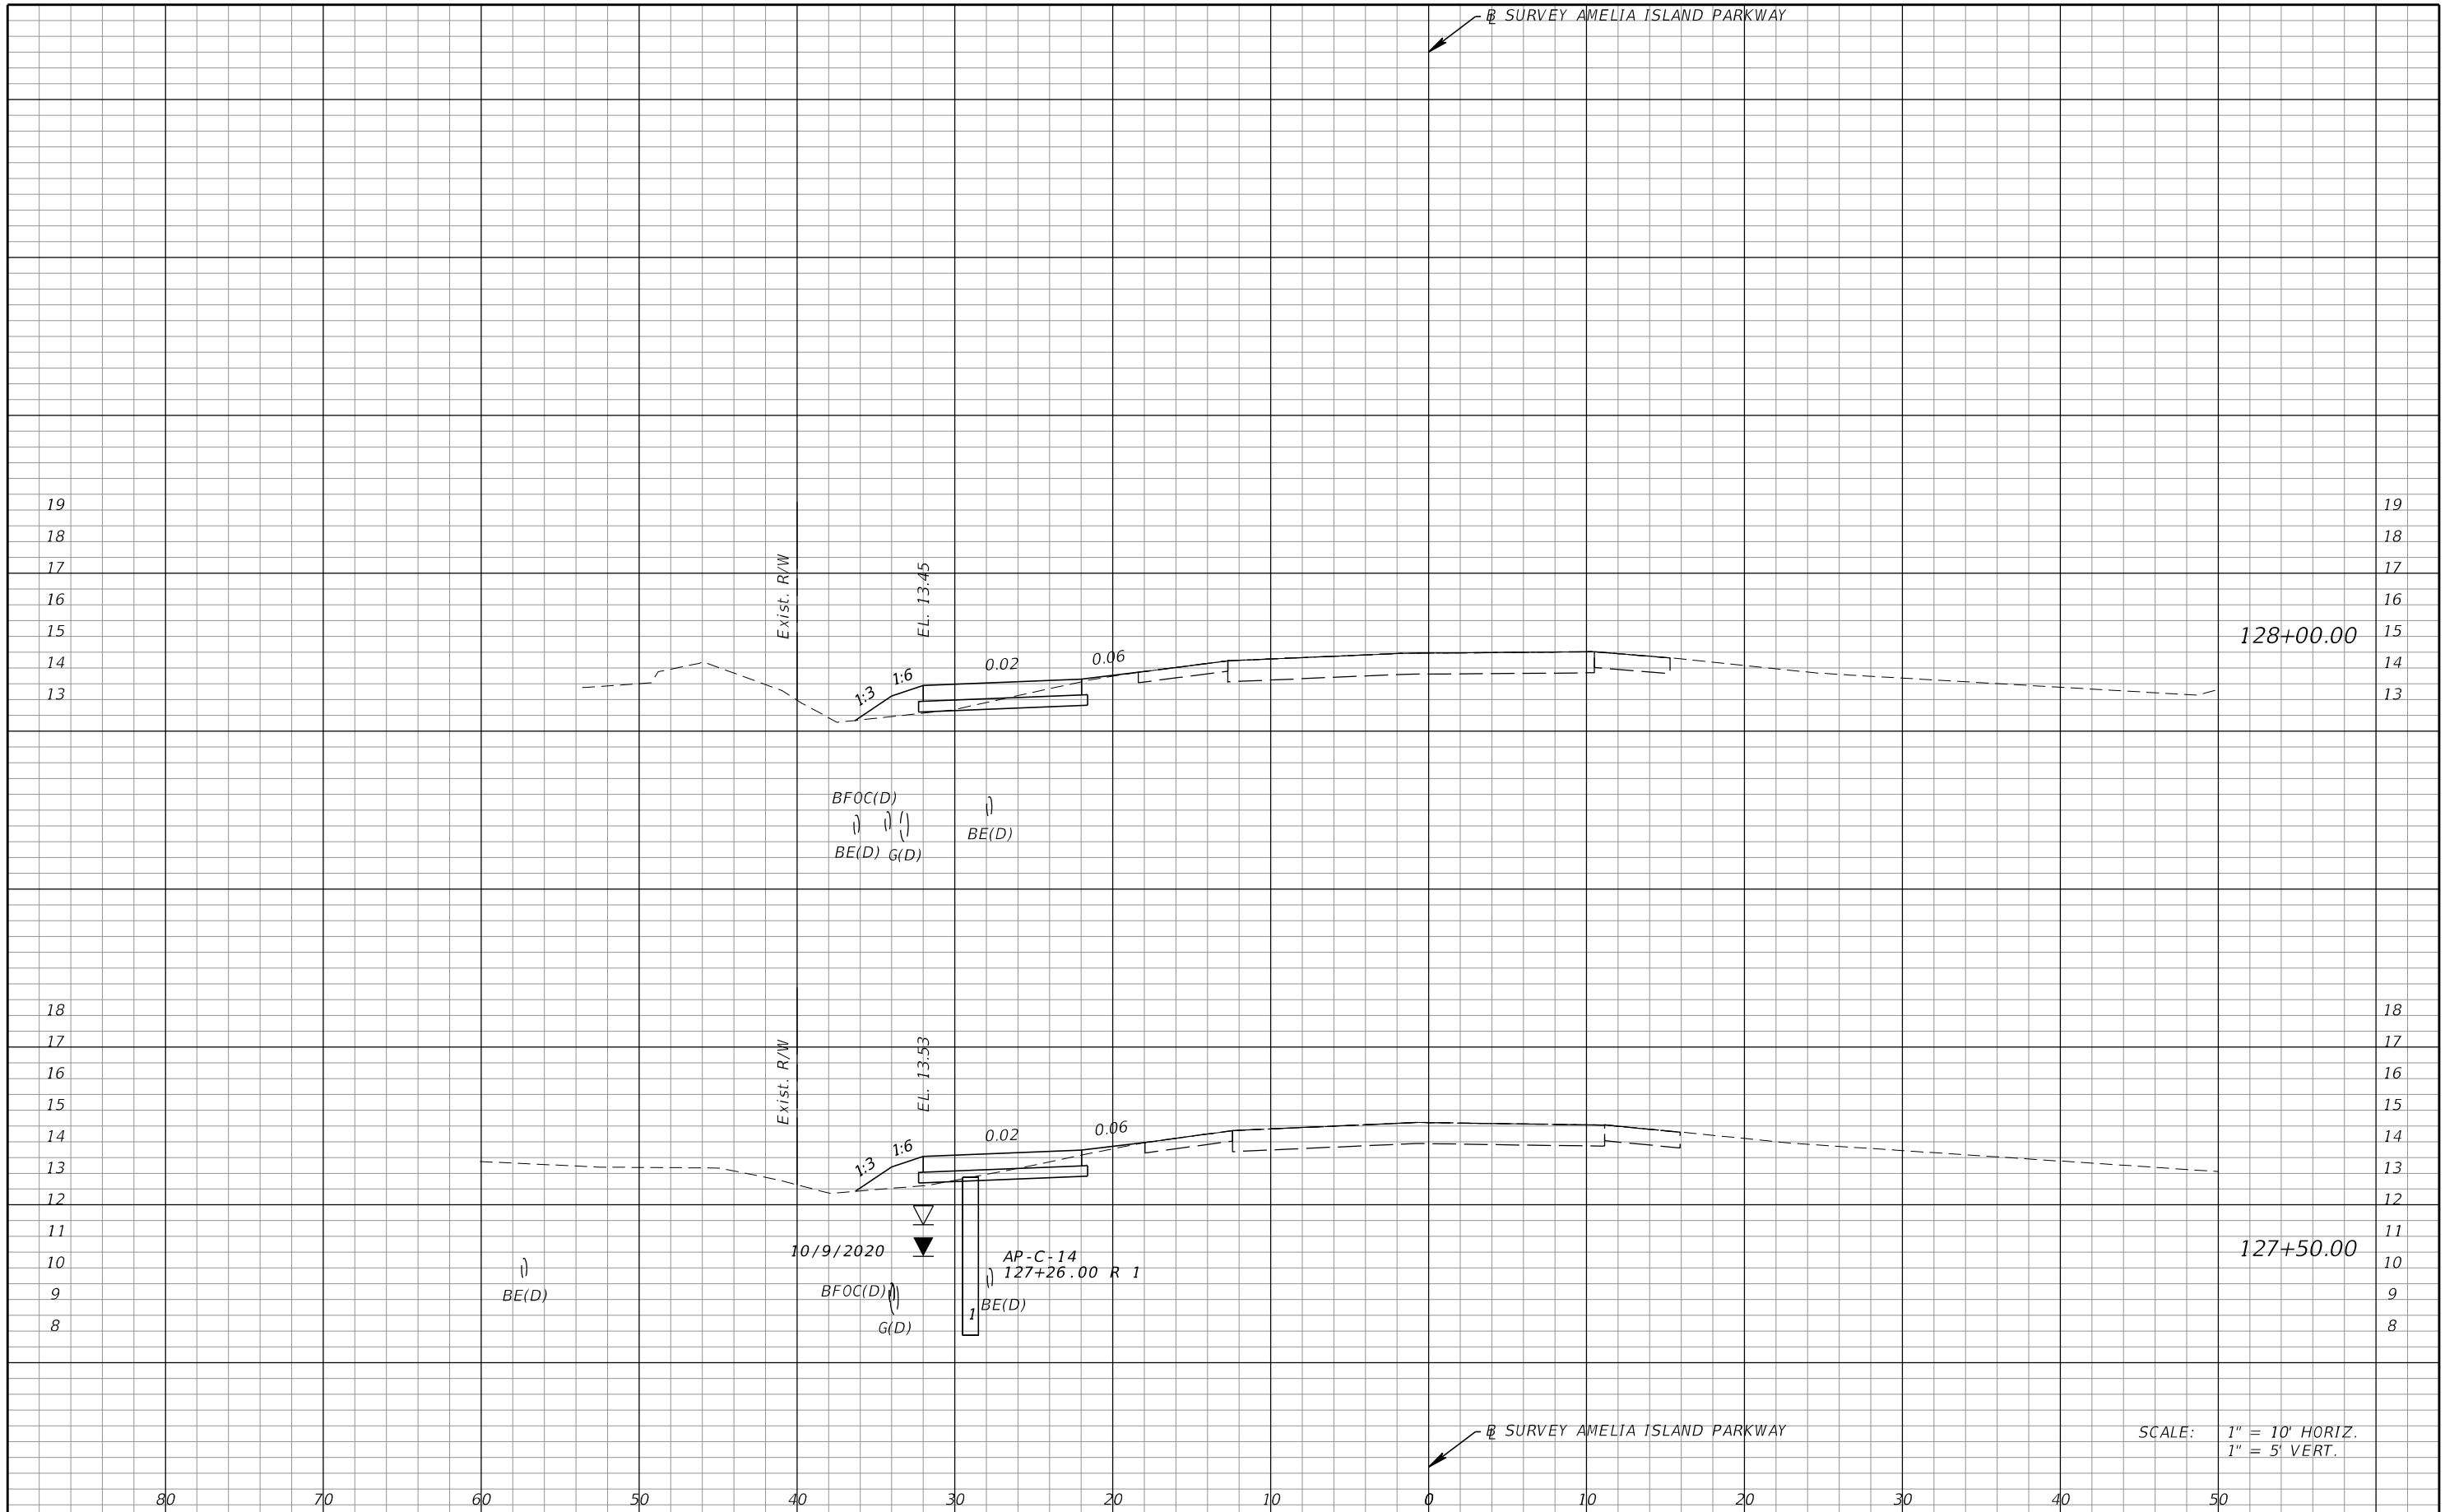 ℄ SURVEY AMELIA ISLAND PARKWAY
19 19
18 18
17 17
16 16
15 15
14 14
13 13
Exist. R/W
EL. 13.45
128+00.00
1:3 1:6 0.02 0.06
BFOC(D)
BE(D) G(D)
BE(D)
18 18
17 17
16 16
15 15
14 14
13 13
12 12
11 11
10 10
9 9
8 8
Exist. R/W
EL. 13.53
1:3 1:6 0.02 0.06
127+50.00
10/9/2020
AP-C-14
127+26.00 R 1
BE(D)
BFOC(D)
G(D)
1
BE(D)
℄ SURVEY AMELIA ISLAND PARKWAY
SCALE: 1" = 10' HORIZ.
1" = 5' VERT.
80 70 60 50 40 30 20 10 0 10 20 30 40 50